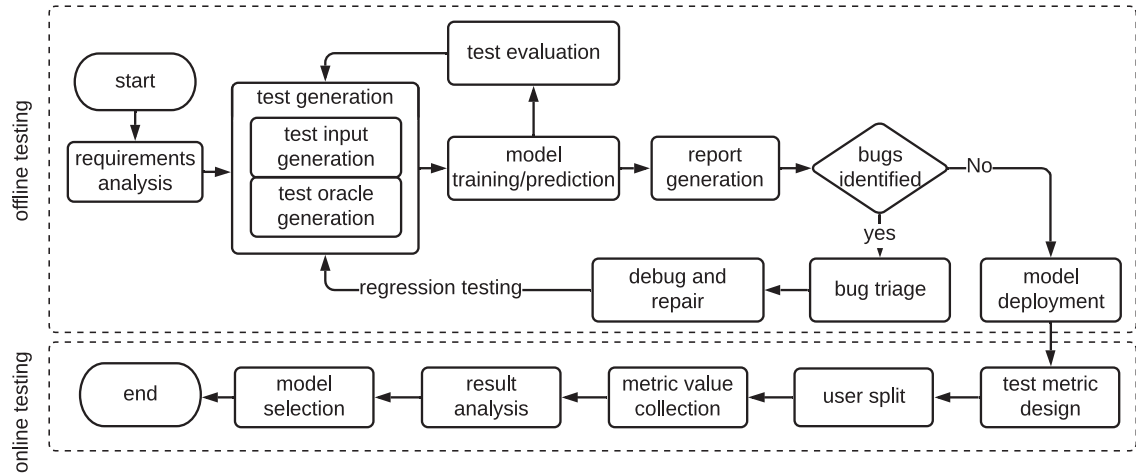 offline testing
start
requirements
analysis
test generation
test input
generation
test oracle
generation
test evaluation
model
training/prediction
report
generation
bugs
identified
No
yes
regression testing
debug and
repair
bug triage
model
deployment
online testing
end
model
selection
result
analysis
metric value
collection
user split
test metric
design